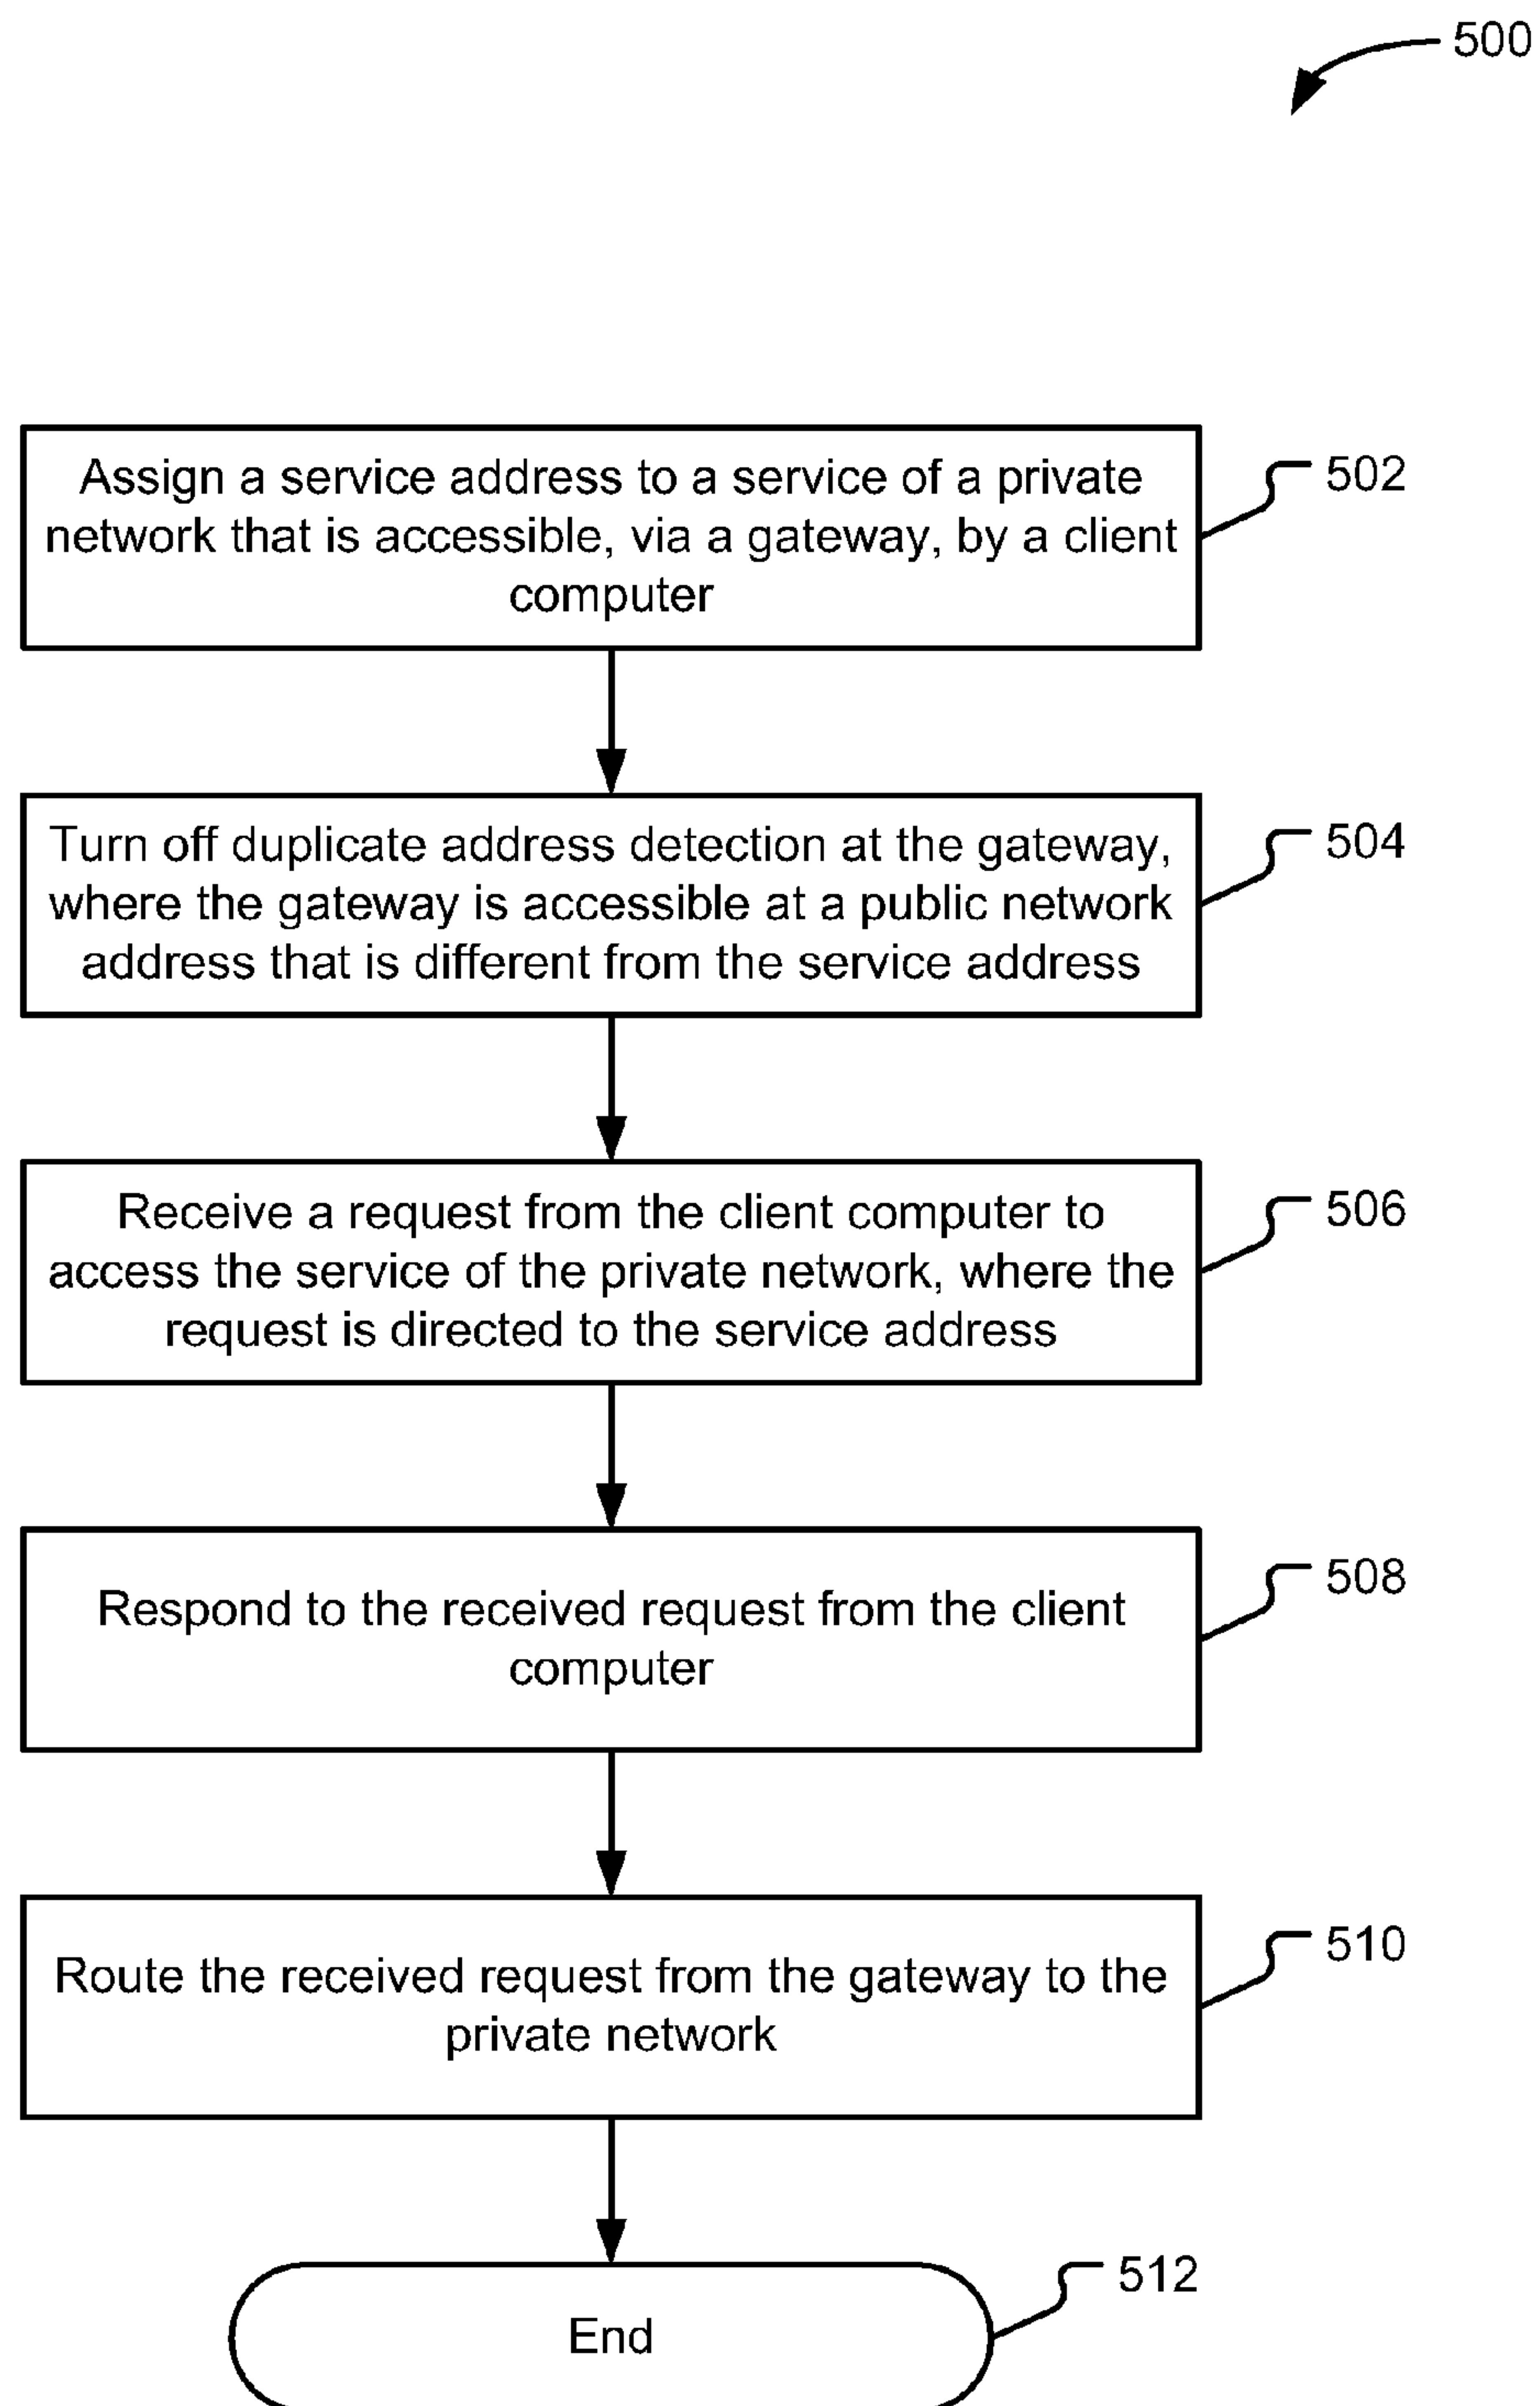 500
Assign a service address to a service of a private
network that is accessible, via a gateway, by a client
computer
502
Turn off duplicate address detection at the gateway,
where the gateway is accessible at a public network
address that is different from the service address
504
Receive a request from the client computer to
access the service of the private network, where the
request is directed to the service address
506
Respond to the received request from the client
computer
508
Route the received request from the gateway to the
private network
510
End
512